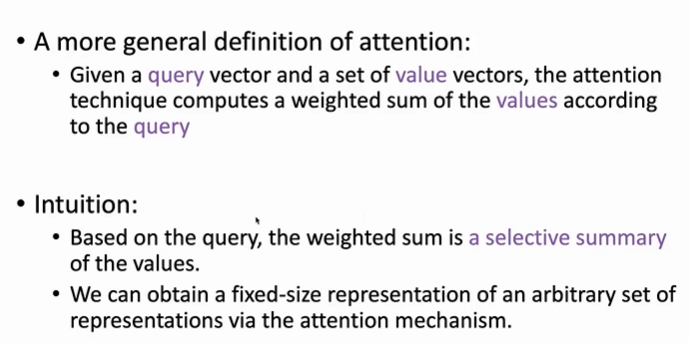 • A more general definition of attention:
• Given a query vector and a set of value vectors, the attention
technique computes a weighted sum of the values according
to the query
• Intuition:
• Based on the query, the weighted sum is a selective summary
of the values.
• We can obtain a fixed-size representation of an arbitrary set of
representations via the attention mechanism.